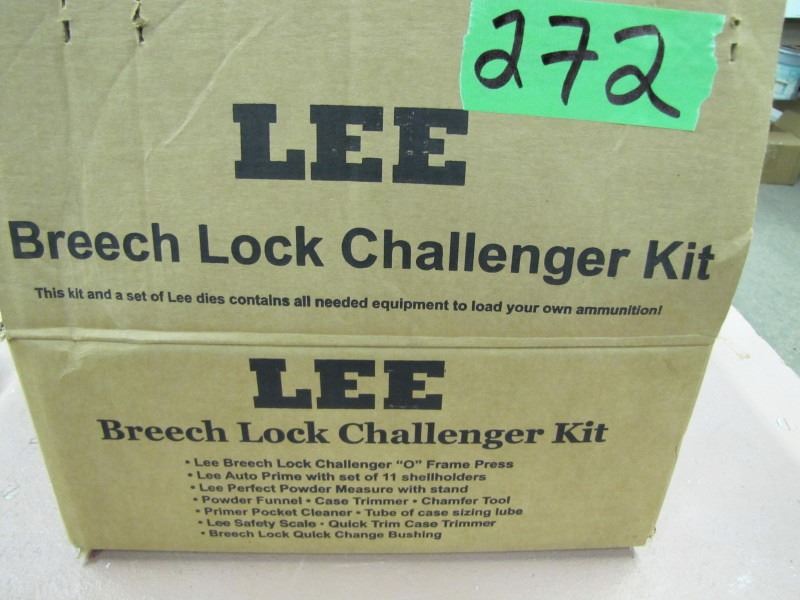 272
LEE
Breech Lock Challenger Kit
This kit and a set of Lee dies contains all needed equipment to load your own ammunition!
LEE
Breech Lock Challenger Kit
• Lee Breech Lock Challenger "O" Frame Press
• Lee Auto Prime with set of 11 shellholders
• Lee Perfect Powder Measure with stand
• Powder Funnel • Case Trimmer • Chamfer Tool
• Primer Pocket Cleaner • Tube of case sizing lube
• Lee Safety Scale • Quick Trim Case Trimmer
• Breech Lock Quick Change Bushing